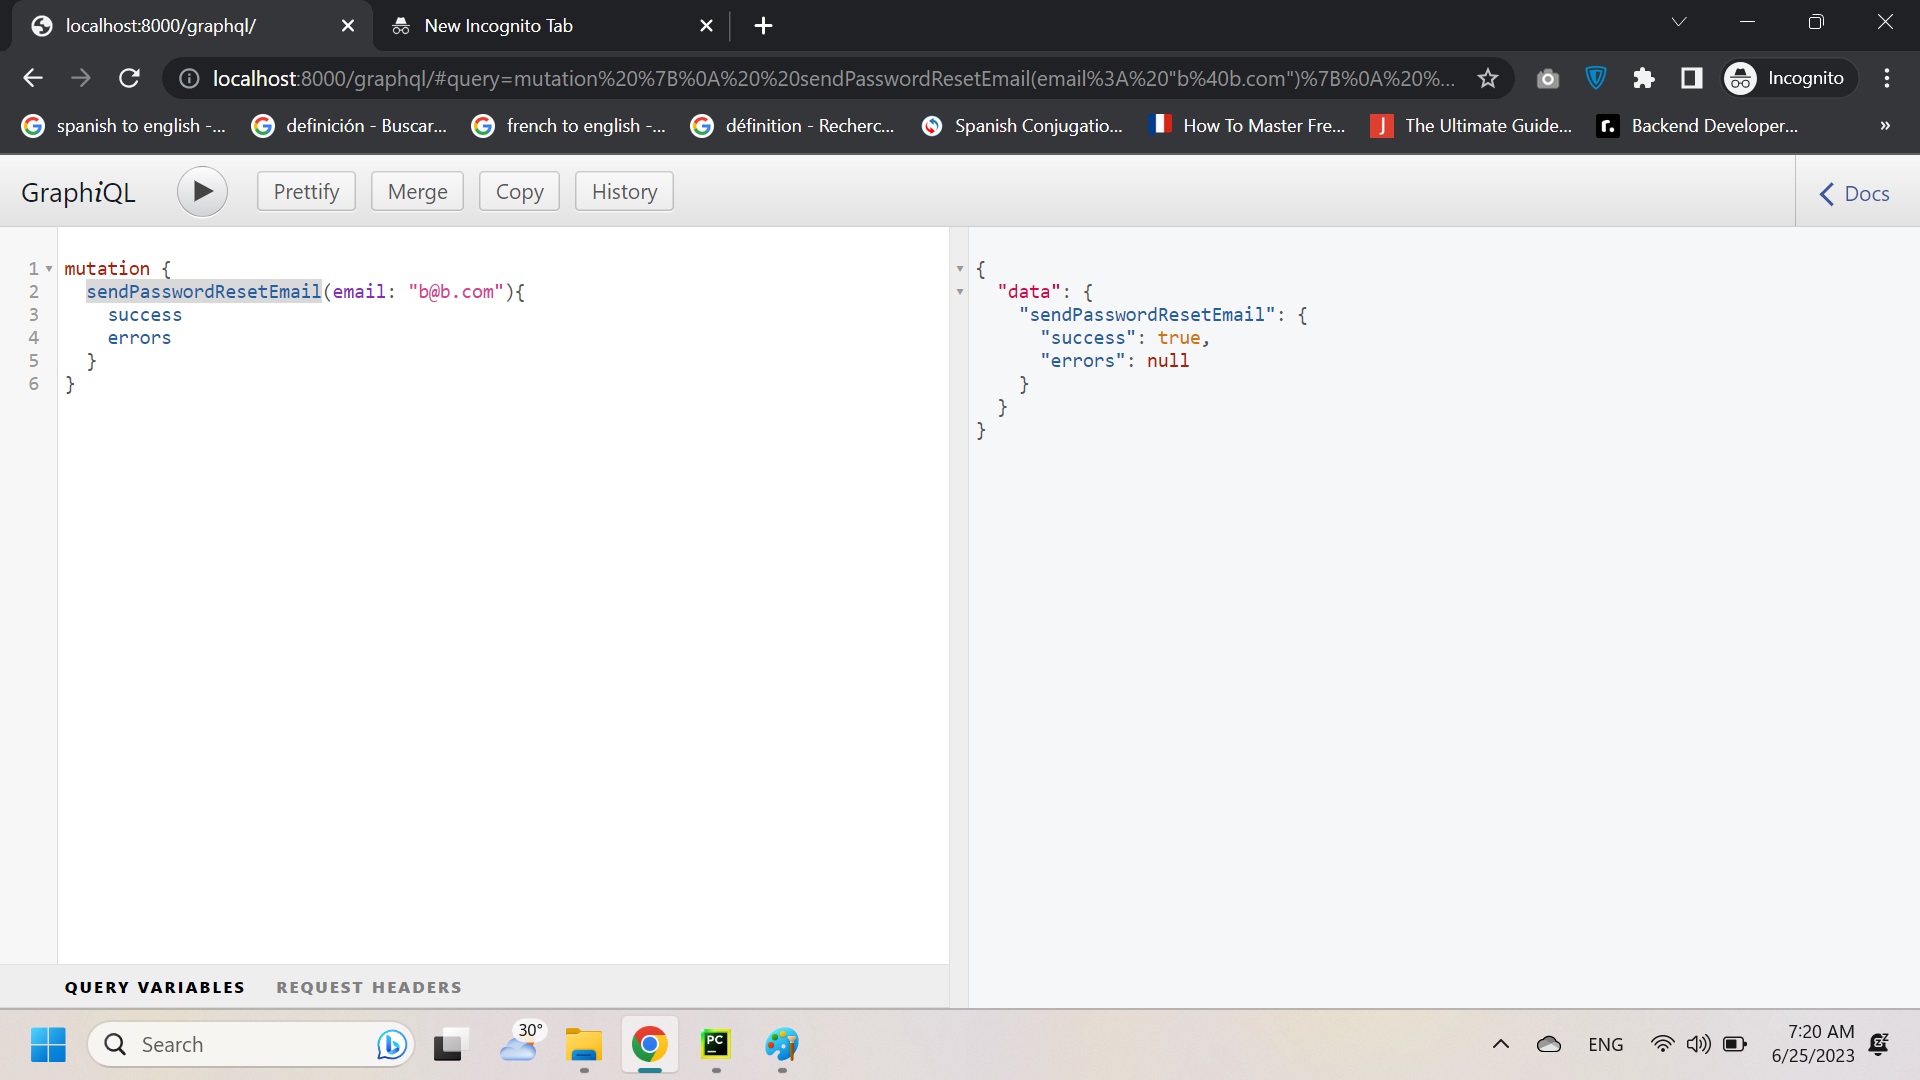 localhost:8000/graphql/
New Incognito Tab
localhost:8000/graphql/#query=mutation%20%7B%0A%20%20sendPasswordResetEmail(email%3A%20"b%40b.com")%7B%0A%20%...
Incognito
spanish to english -... definición - Buscar... french to english -... définition - Recherc... Spanish Conjugatio... How To Master Fre... J The Ultimate Guide... r. Backend Developer... »
GraphiQL Prettify Merge Copy History Docs
1 mutation {
2 sendPasswordResetEmail(email: "b@b.com"){
3 success
4 errors
5 }
6 }
{
"data": {
"sendPasswordResetEmail": {
"success": true,
"errors": null
}
}
}
QUERY VARIABLES REQUEST HEADERS
Search
30°
PC
ENG
7:20 AM
6/25/2023